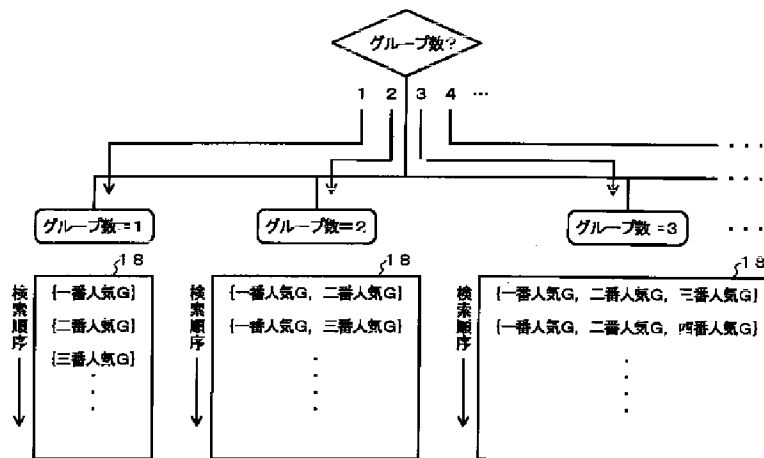 グループ数?
1 2 3 4 …
グループ数=1
グループ数=2
グループ数=3
18
18
18
検索順序
{一番人気G}
{二番人気G}
{三番人気G}
検索順序
{一番人気G, 二番人気G}
{一番人気G, 三番人気G}
検索順序
{一番人気G, 二番人気G, 三番人気G}
{一番人気G, 二番人気G, 四番人気G}